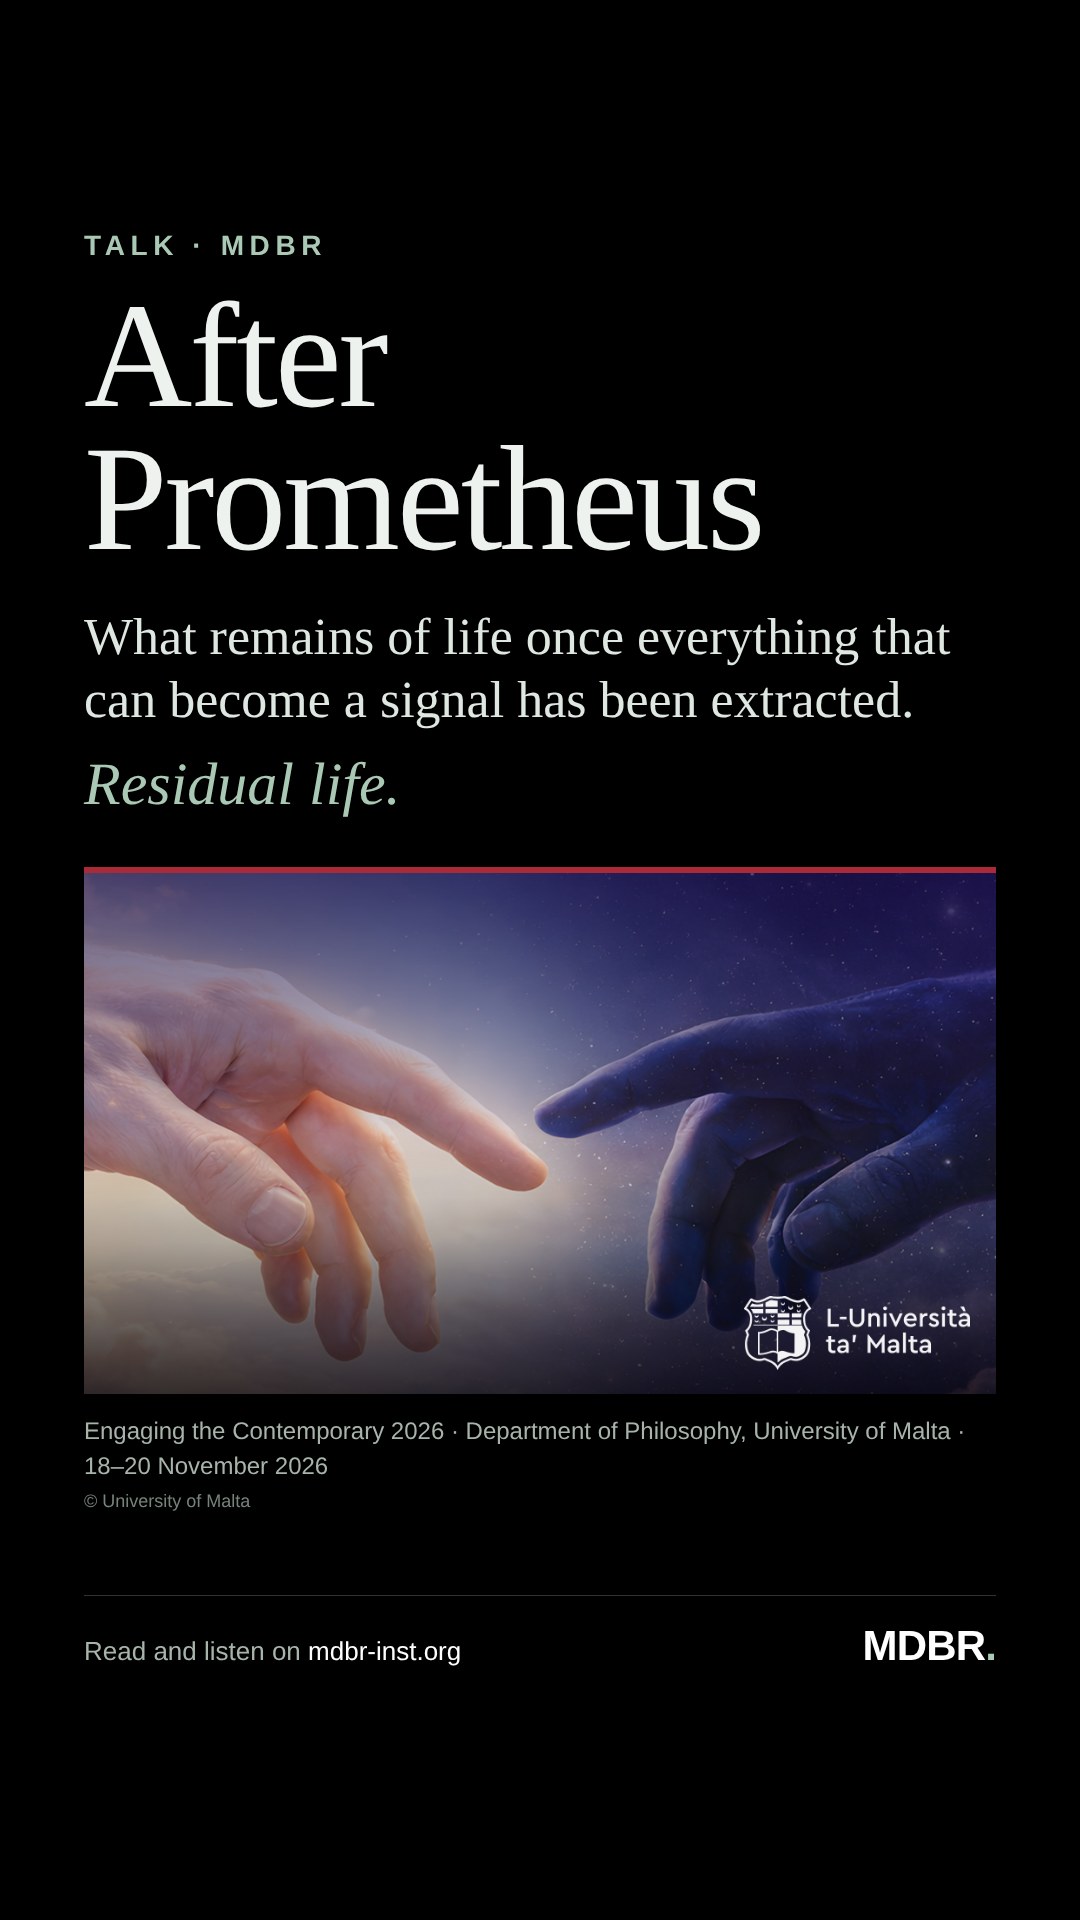 TALK · MDBR
After
Prometheus
What remains of life once everything that
can become a signal has been extracted.
Residual life.
L-Università
ta' Malta
Engaging the Contemporary 2026 · Department of Philosophy, University of Malta ·
18–20 November 2026
© University of Malta
Read and listen on mdbr-inst.org
MDBR.